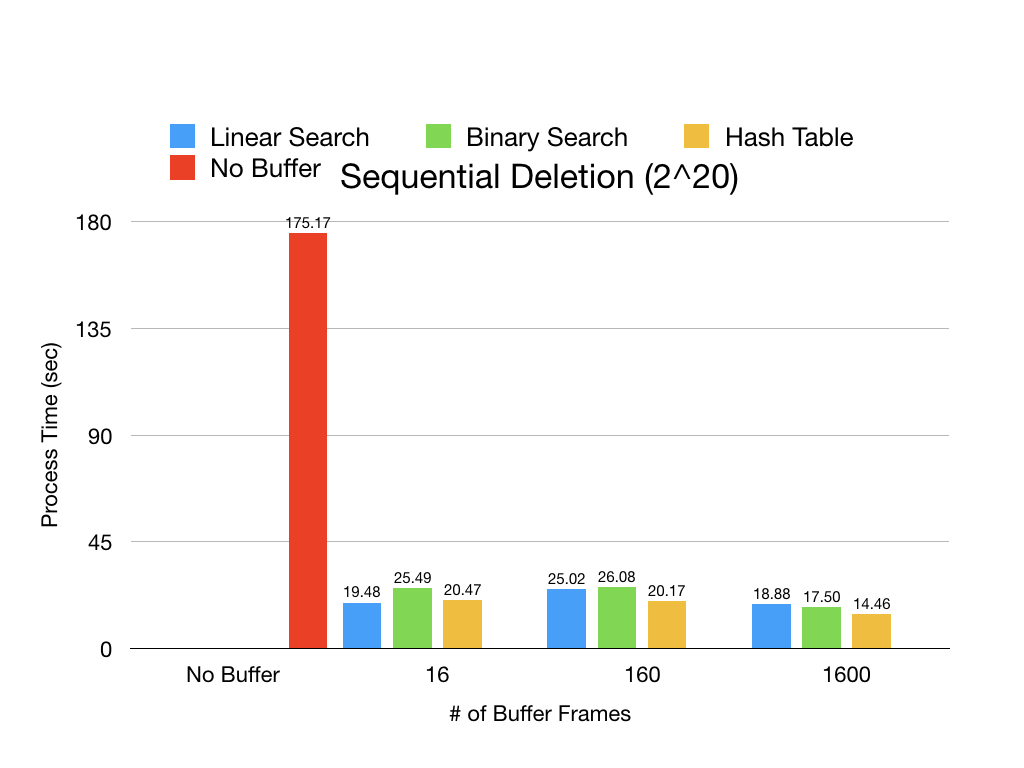 Linear Search Binary Search Hash Table
No Buffer
Sequential Deletion (2^20)
180
135
90
45
0
Process Time (sec)
175.17
19.48 25.49 20.47
25.02 26.08 20.17
18.88 17.50 14.46
No Buffer 16 160 1600
# of Buffer Frames